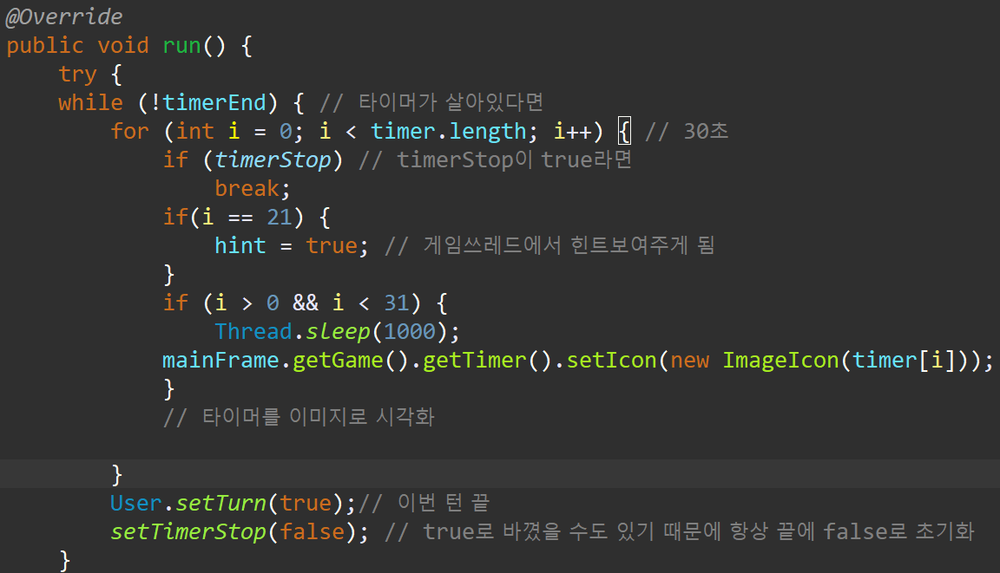 @Override
public void run() {
    try {
    while (!timerEnd) { // 타이머가 살아있다면
        for (int i = 0; i < timer.length; i++) { // 30초
            if (timerStop) // timerStop이 true라면
                break;
            if(i == 21) {
                hint = true; // 게임쓰레드에서 힌트보여주게 됨
            }
            if (i > 0 && i < 31) {
                Thread.sleep(1000);
            mainFrame.getGame().getTimer().setIcon(new ImageIcon(timer[i]));
            }
            // 타이머를 이미지로 시각화
        }
        User.setTurn(true);// 이번 턴 끝
        setTimerStop(false); // true로 바꼈을 수도 있기 때문에 항상 끝에 false로 초기화
    }